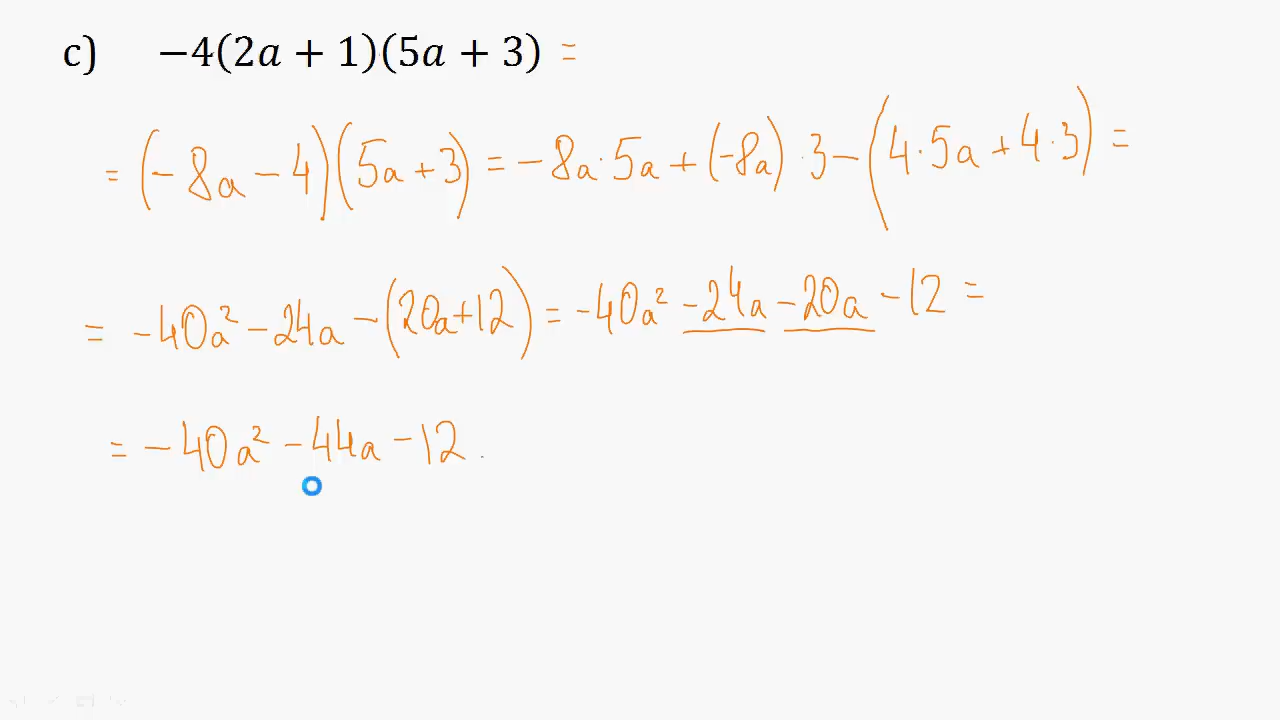 c) −4(2a + 1)(5a + 3) =
= (−8a − 4)(5a + 3) = −8a · 5a + (−8a) · 3 − (4 · 5a + 4 · 3) =
= −40a² − 24a − (20a + 12) = −40a² − 24a − 20a − 12 =
= −40a² − 44a − 12.